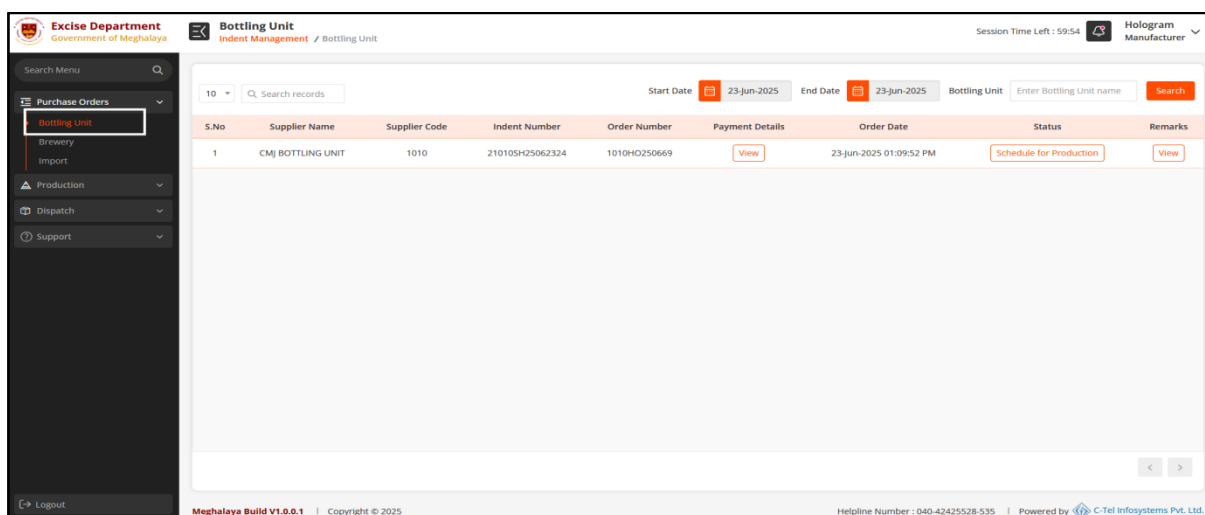 Excise Department
Government of Meghalaya
Bottling Unit
Indent Management / Bottling Unit
Session Time Left : 59:54
Hologram
Manufacturer
Search Menu
Purchase Orders
Bottling Unit
Brewery
Import
Production
Dispatch
Support
Logout
10 Search records Start Date 23-Jun-2025 End Date 23-Jun-2025 Bottling Unit Enter Bottling Unit name Search
S.No Supplier Name Supplier Code Indent Number Order Number Payment Details Order Date Status Remarks
1 CMJ BOTTLING UNIT 1010 21010SH25062324 1010HO250669 View 23-Jun-2025 01:09:52 PM Schedule for Production View
< >
Meghalaya Build V1.0.0.1 | Copyright © 2025 Helpline Number : 040-42425528-535 | Powered by C-Tel Infosystems Pvt. Ltd.